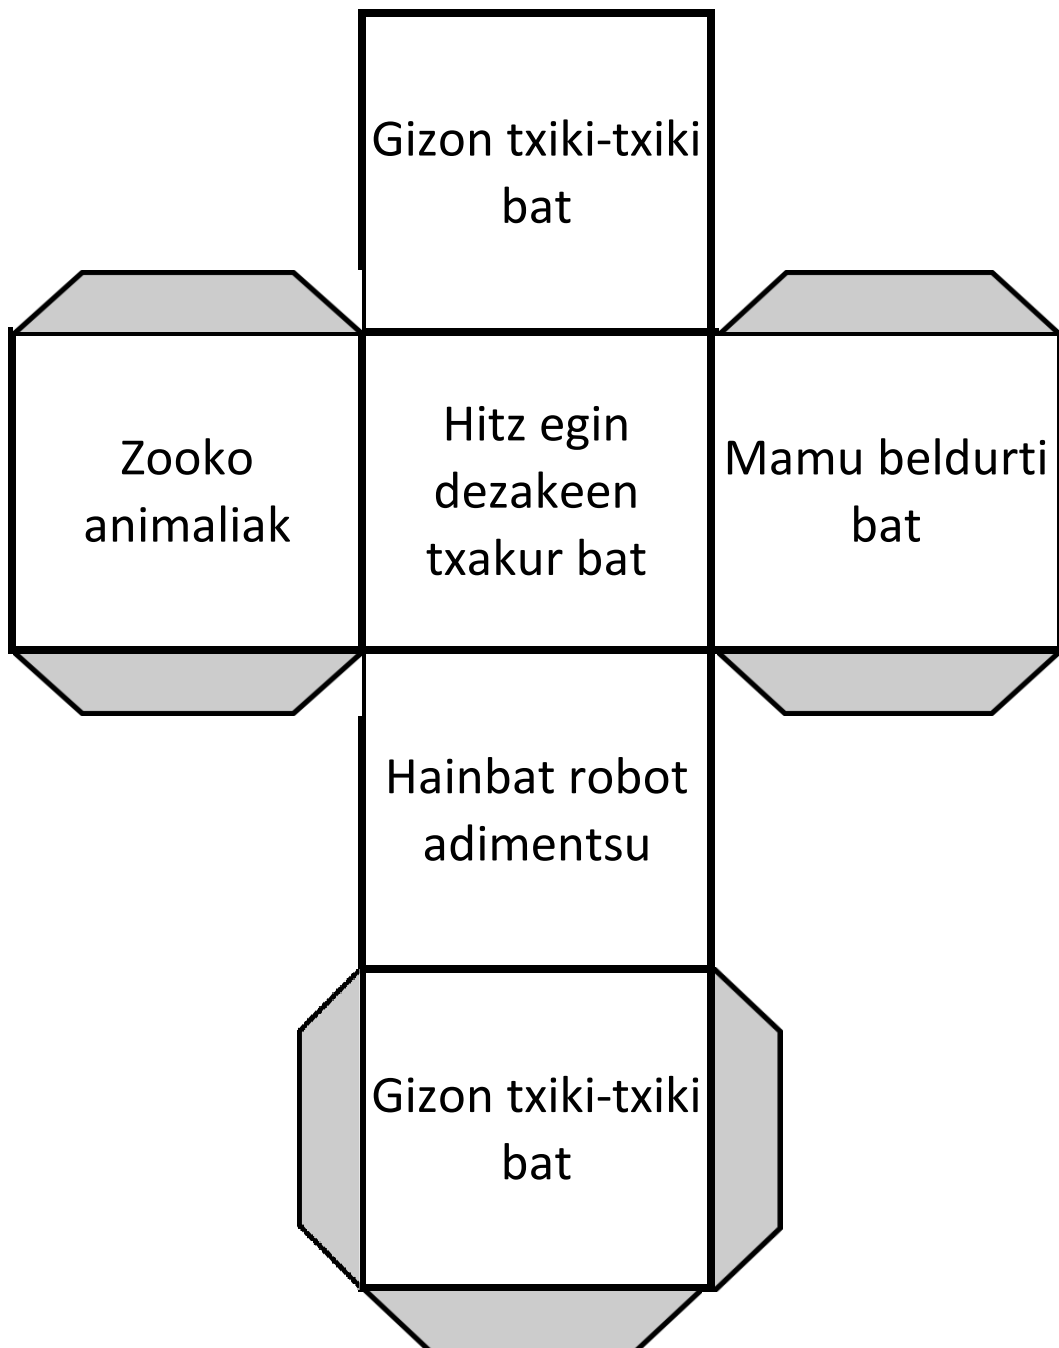 Gizon txiki-txiki
bat
Zooko
animaliak
Hitz egin
dezakeen
txakur bat
Mamu beldurti
bat
Hainbat robot
adimentsu
Gizon txiki-txiki
bat